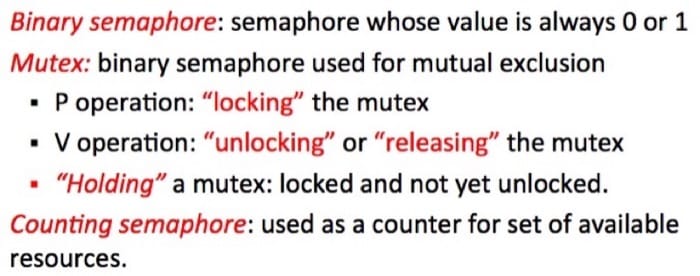 Binary semaphore: semaphore whose value is always 0 or 1
Mutex: binary semaphore used for mutual exclusion
▪ P operation: “locking” the mutex
▪ V operation: “unlocking” or “releasing” the mutex
▪ “Holding” a mutex: locked and not yet unlocked.
Counting semaphore: used as a counter for set of available
resources.